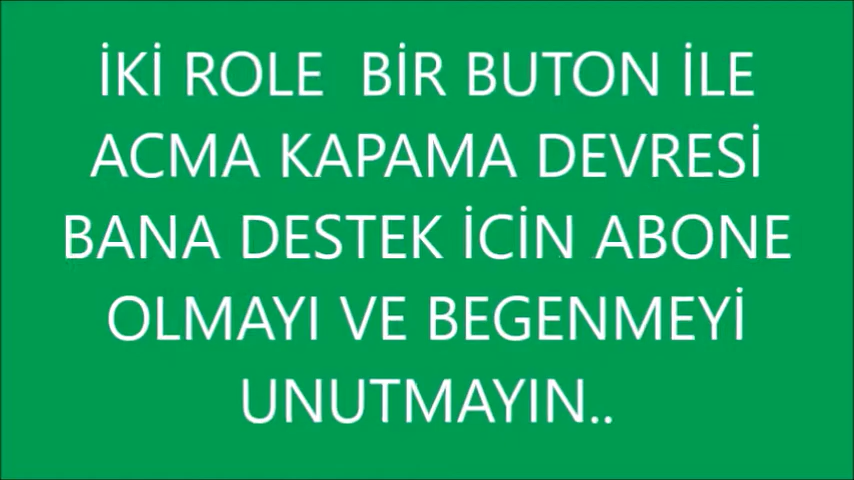 İKİ ROLE  BİR BUTON İLE
ACMA KAPAMA DEVRESİ
BANA DESTEK İCİN ABONE
OLMAYI VE BEGENMEYİ
UNUTMAYIN..